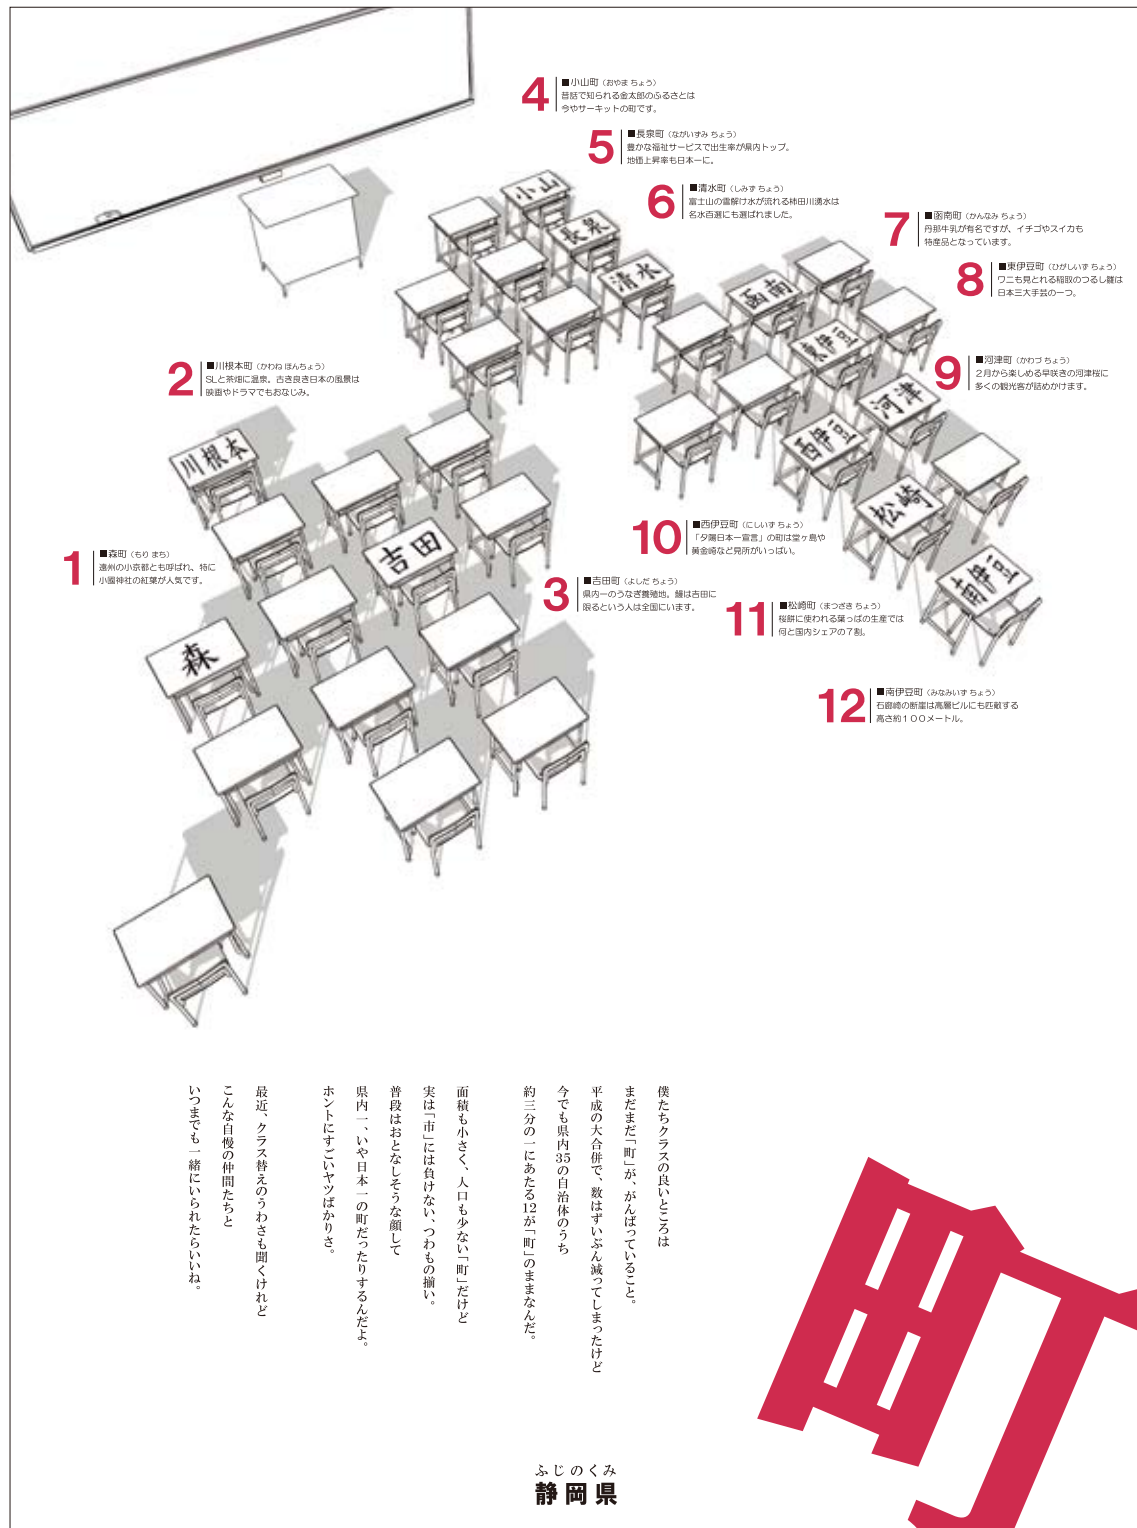 4
■小山町（おやま ちょう）
昔話で知られる金太郎のふるさとは
今やサーキットの町です。
5
■長泉町（ながいずみ ちょう）
豊かな福祉サービスで出生率が県内トップ。
地価上昇率も日本一に。
6
■清水町（しみず ちょう）
富士山の雪解け水が流れる柿田川湧水は
名水百選にも選ばれました。
7
■函南町（かんなみ ちょう）
丹那牛乳が有名ですが、イチゴやスイカも
特産品となっています。
8
■東伊豆町（ひがしいず ちょう）
ワニも見とれる稲取のつるし雛は
日本三大手芸の一つ。
9
■河津町（かわづ ちょう）
2月から楽しめる早咲きの河津桜に
多くの観光客が詰めかけます。
2
■川根本町（かわね ほんちょう）
SLと茶畑に温泉。古き良き日本の風景は
映画やドラマでもおなじみ。
1
■森町（もり まち）
遠州の小京都とも呼ばれ、特に
小國神社の紅葉が人気です。
3
■吉田町（よしだ ちょう）
県内一のうなぎ養殖地。鰻は吉田に
限るという人は全国にいます。
10
■西伊豆町（にしいず ちょう）
「夕陽日本一宣言」の町は堂ヶ島や
黄金崎など見所がいっぱい。
11
■松崎町（まつざき ちょう）
桜餅に使われる葉っぱの生産では
何と国内シェアの7割。
12
■南伊豆町（みなみいず ちょう）
石廊崎の断崖は高層ビルにも匹敵する
高さ約100メートル。
小山
長泉
清水
函南
東伊豆
河津
西伊豆
松崎
南伊豆
川根本
吉田
森
僕たちクラスの良いところは
まだまだ「町」が、がんばっていること。
平成の大合併で、数はずいぶん減ってしまったけど
今でも県内35の自治体のうち
約三分の一にあたる12が「町」のままなんだ。
面積も小さく、人口も少ない「町」だけど
実は「市」には負けない、つわもの揃い。
普段はおとなしそうな顔して
県内一、いや日本一の町だったりするんだよ。
ホントにすごいヤツばかりさ。
最近、クラス替えのうわさも聞くけれど
こんな自慢の仲間たちと
いつまでも一緒にいられたらいいね。
町
ふじのくみ
静岡県